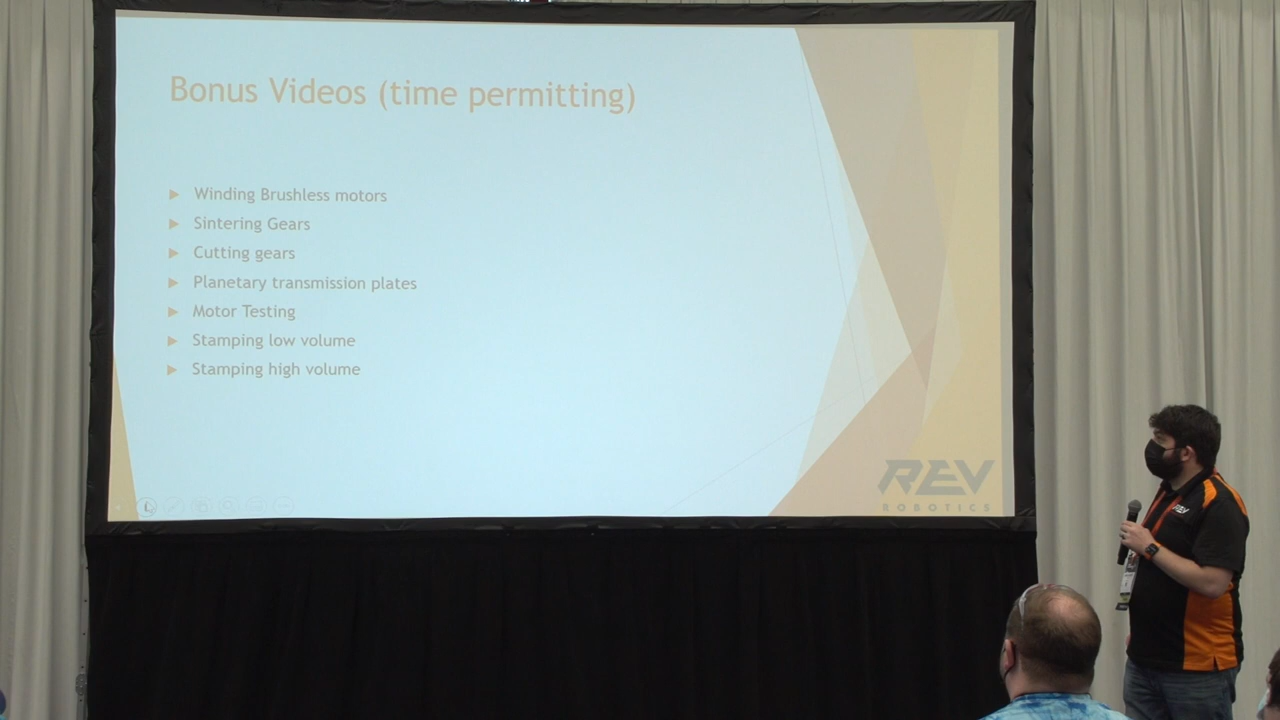 Bonus Videos (time permitting)
Winding Brushless motors
Sintering Gears
Cutting gears
Planetary transmission plates
Motor Testing
Stamping low volume
Stamping high volume
REV
ROBOTICS
REV